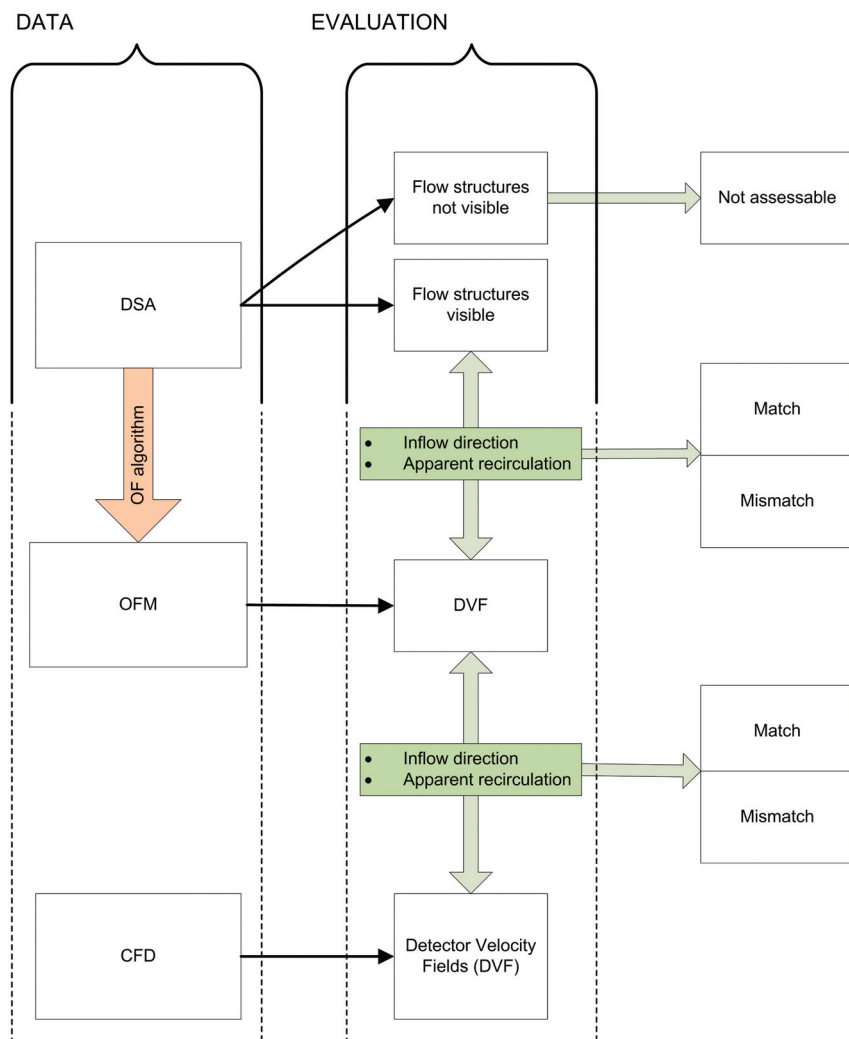 DATA
EVALUATION
Flow structures
not visible
Not assessable
DSA
Flow structures
visible
OF algorithm
• Inflow direction
• Apparent recirculation
Match
Mismatch
OFM
DVF
• Inflow direction
• Apparent recirculation
Match
Mismatch
CFD
Detector Velocity
Fields (DVF)